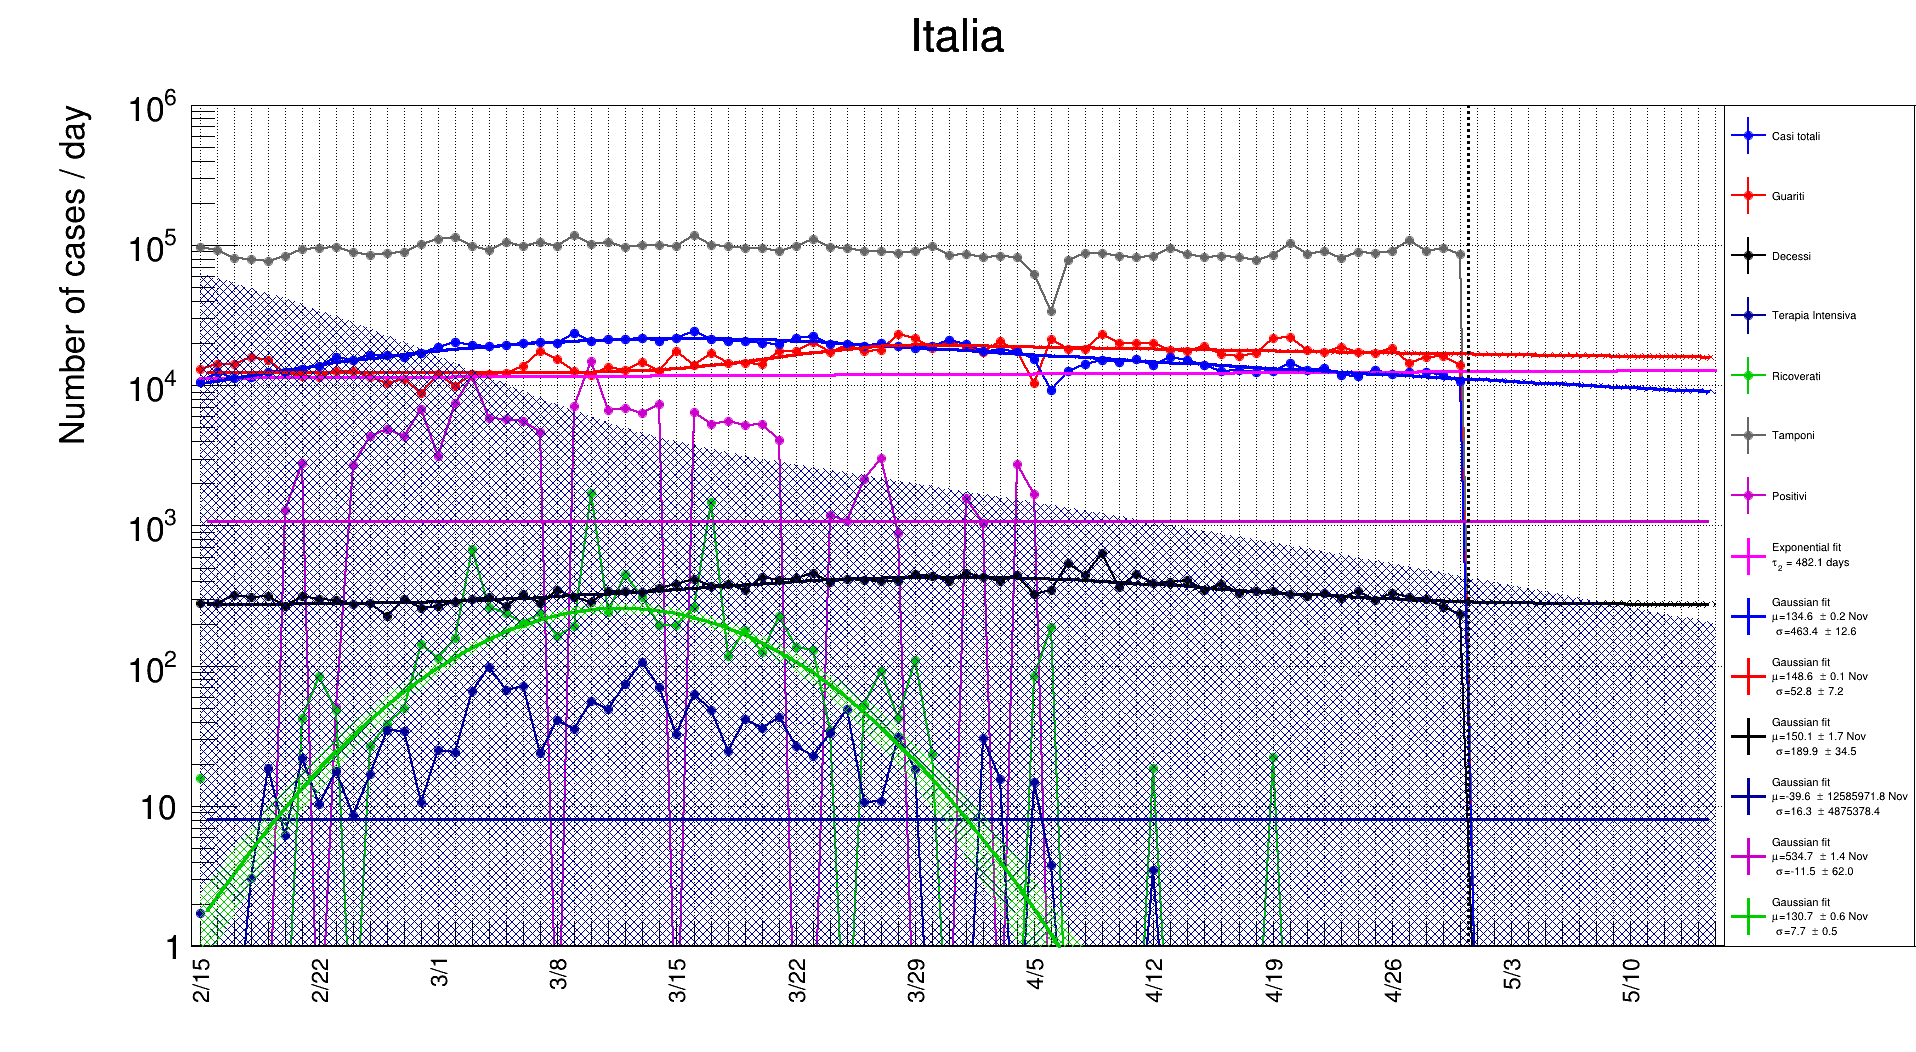 Italia
Number of cases / day
10^6
10^5
10^4
10^3
10^2
10
1
2/15
2/22
3/1
3/8
3/15
3/22
3/29
4/5
4/12
4/19
4/26
5/3
5/10
Casi totali
Guariti
Decessi
Terapia Intensiva
Ricoverati
Tamponi
Positivi
Exponential fit
τ_2 = 482.1 days
Gaussian fit
μ=134.6 ± 0.2 Nov
σ=463.4 ± 12.6
Gaussian fit
μ=148.6 ± 0.1 Nov
σ=52.8 ± 7.2
Gaussian fit
μ=150.1 ± 1.7 Nov
σ=189.9 ± 34.5
Gaussian fit
μ=-39.6 ± 12585971.8 Nov
σ=16.3 ± 4875378.4
Gaussian fit
μ=534.7 ± 1.4 Nov
σ=-11.5 ± 62.0
Gaussian fit
μ=130.7 ± 0.6 Nov
σ=7.7 ± 0.5